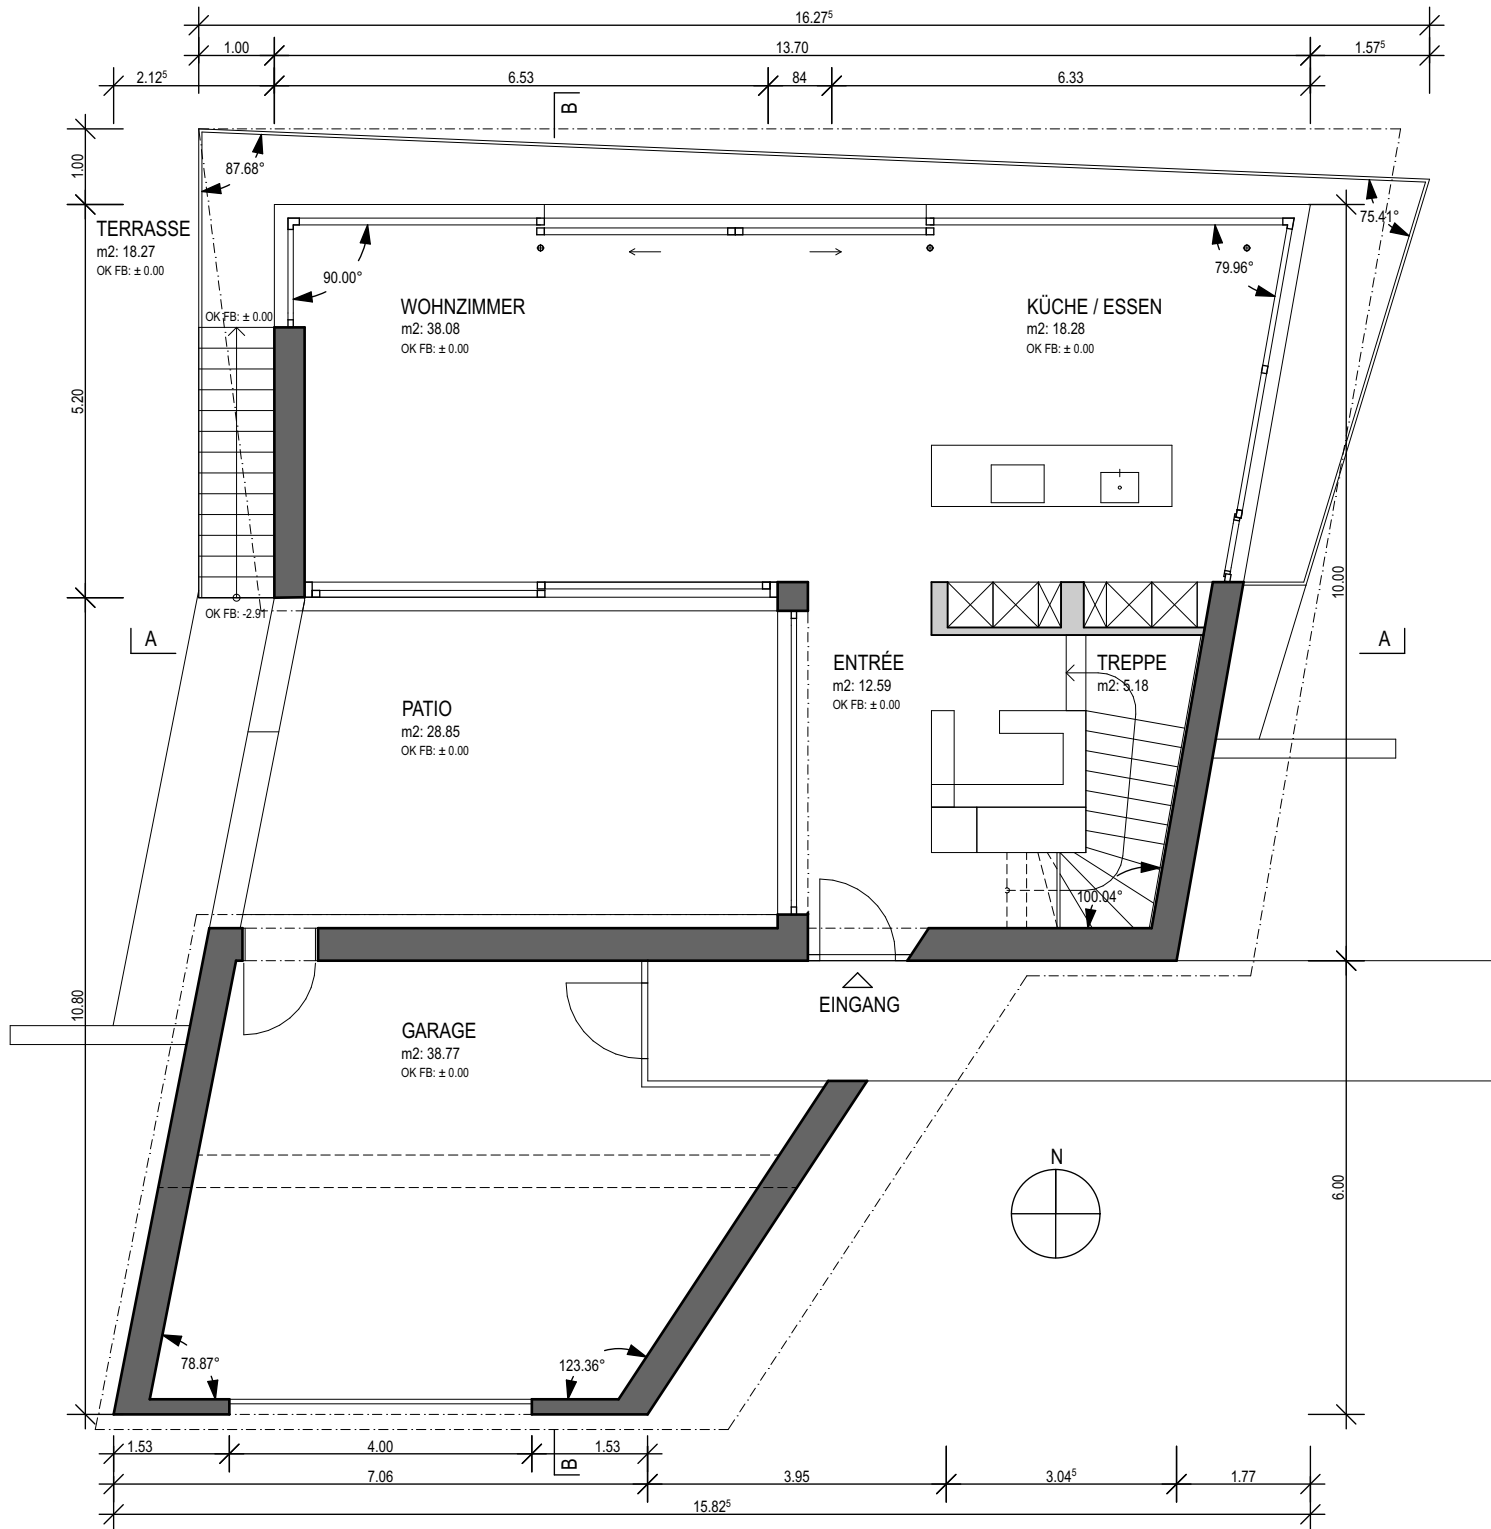 16.27⁵
1.00 13.70 1.57⁵
2.12⁵ 6.53 84 6.33
B
1.00
87.68°
75.41°
TERRASSE
m2: 18.27
OK FB: ± 0.00
90.00°
79.96°
WOHNZIMMER
m2: 38.08
OK FB: ± 0.00
KÜCHE / ESSEN
m2: 18.28
OK FB: ± 0.00
OK FB: ± 0.00
5.20
10.00
OK FB: -2.91
A
A
ENTRÉE
m2: 12.59
OK FB: ± 0.00
TREPPE
m2: 5.18
PATIO
m2: 28.85
OK FB: ± 0.00
100.04°
10.80
EINGANG
GARAGE
m2: 38.77
OK FB: ± 0.00
N
6.00
78.87°
123.36°
1.53 4.00 1.53
B
7.06 3.95 3.04⁵ 1.77
15.82⁵